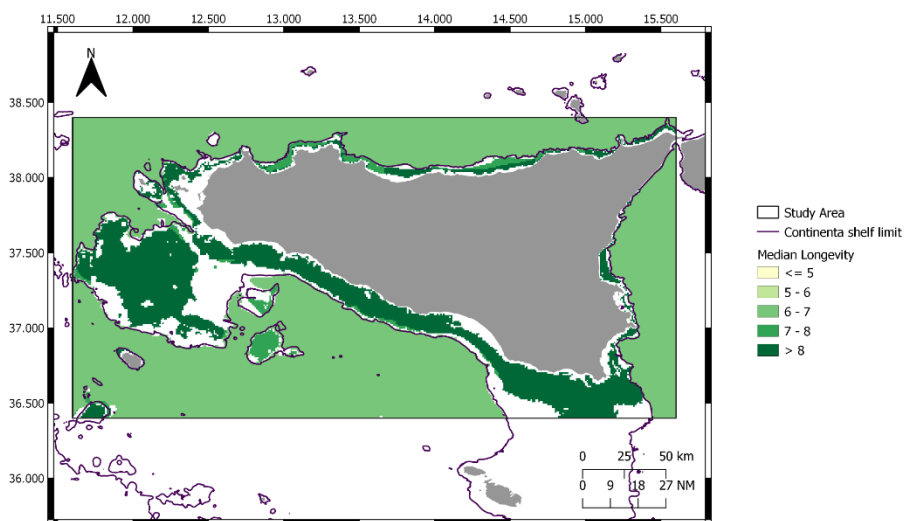 11.500 12.000 12.500 13.000 13.500 14.000 14.500 15.000 15.500
N
38.500
38.000
37.500
37.000
36.500
36.000
Study Area
Continenta shelf limit
Median Longevity
<= 5
5 - 6
6 - 7
7 - 8
> 8
0 25 50 km
0 9 18 27 NM